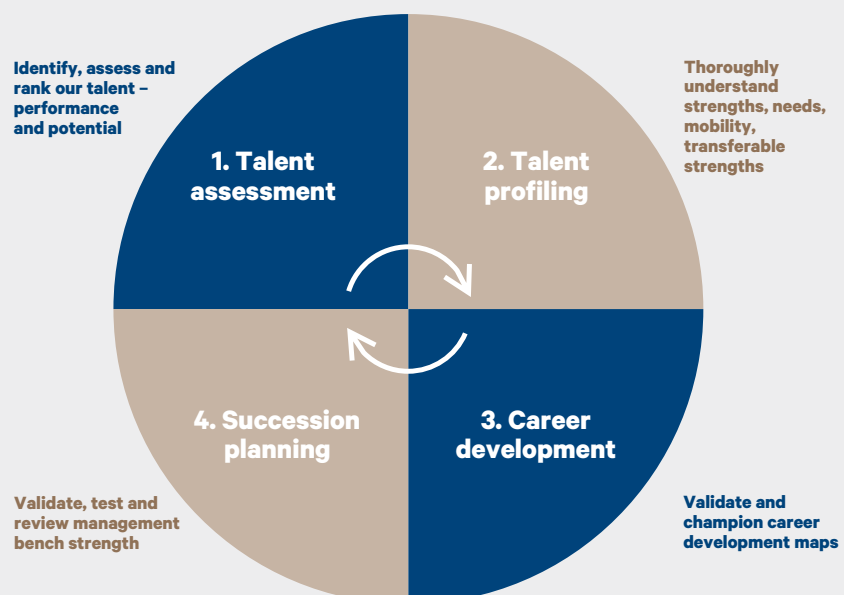 Identify, assess and
rank our talent –
performance
and potential
1. Talent
assessment
2. Talent
profiling
Thoroughly
understand
strengths, needs,
mobility,
transferable
strengths
4. Succession
planning
3. Career
development
Validate, test and
review management
bench strength
Validate and
champion career
development maps